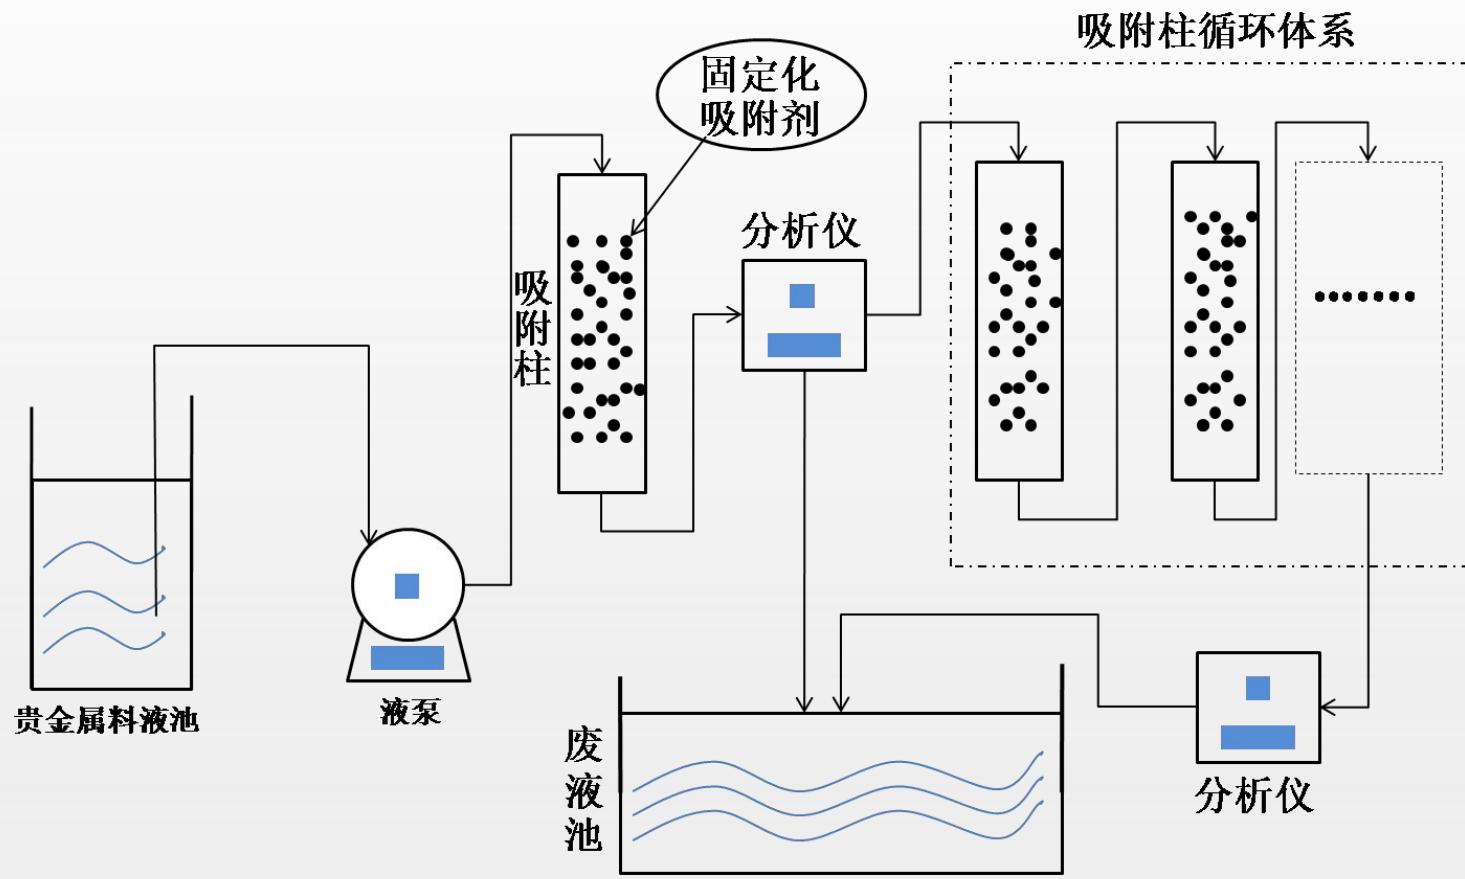 吸附柱循环体系
固定化
吸附剂
分析仪
吸附柱
贵金属料液池
液泵
废液池
分析仪